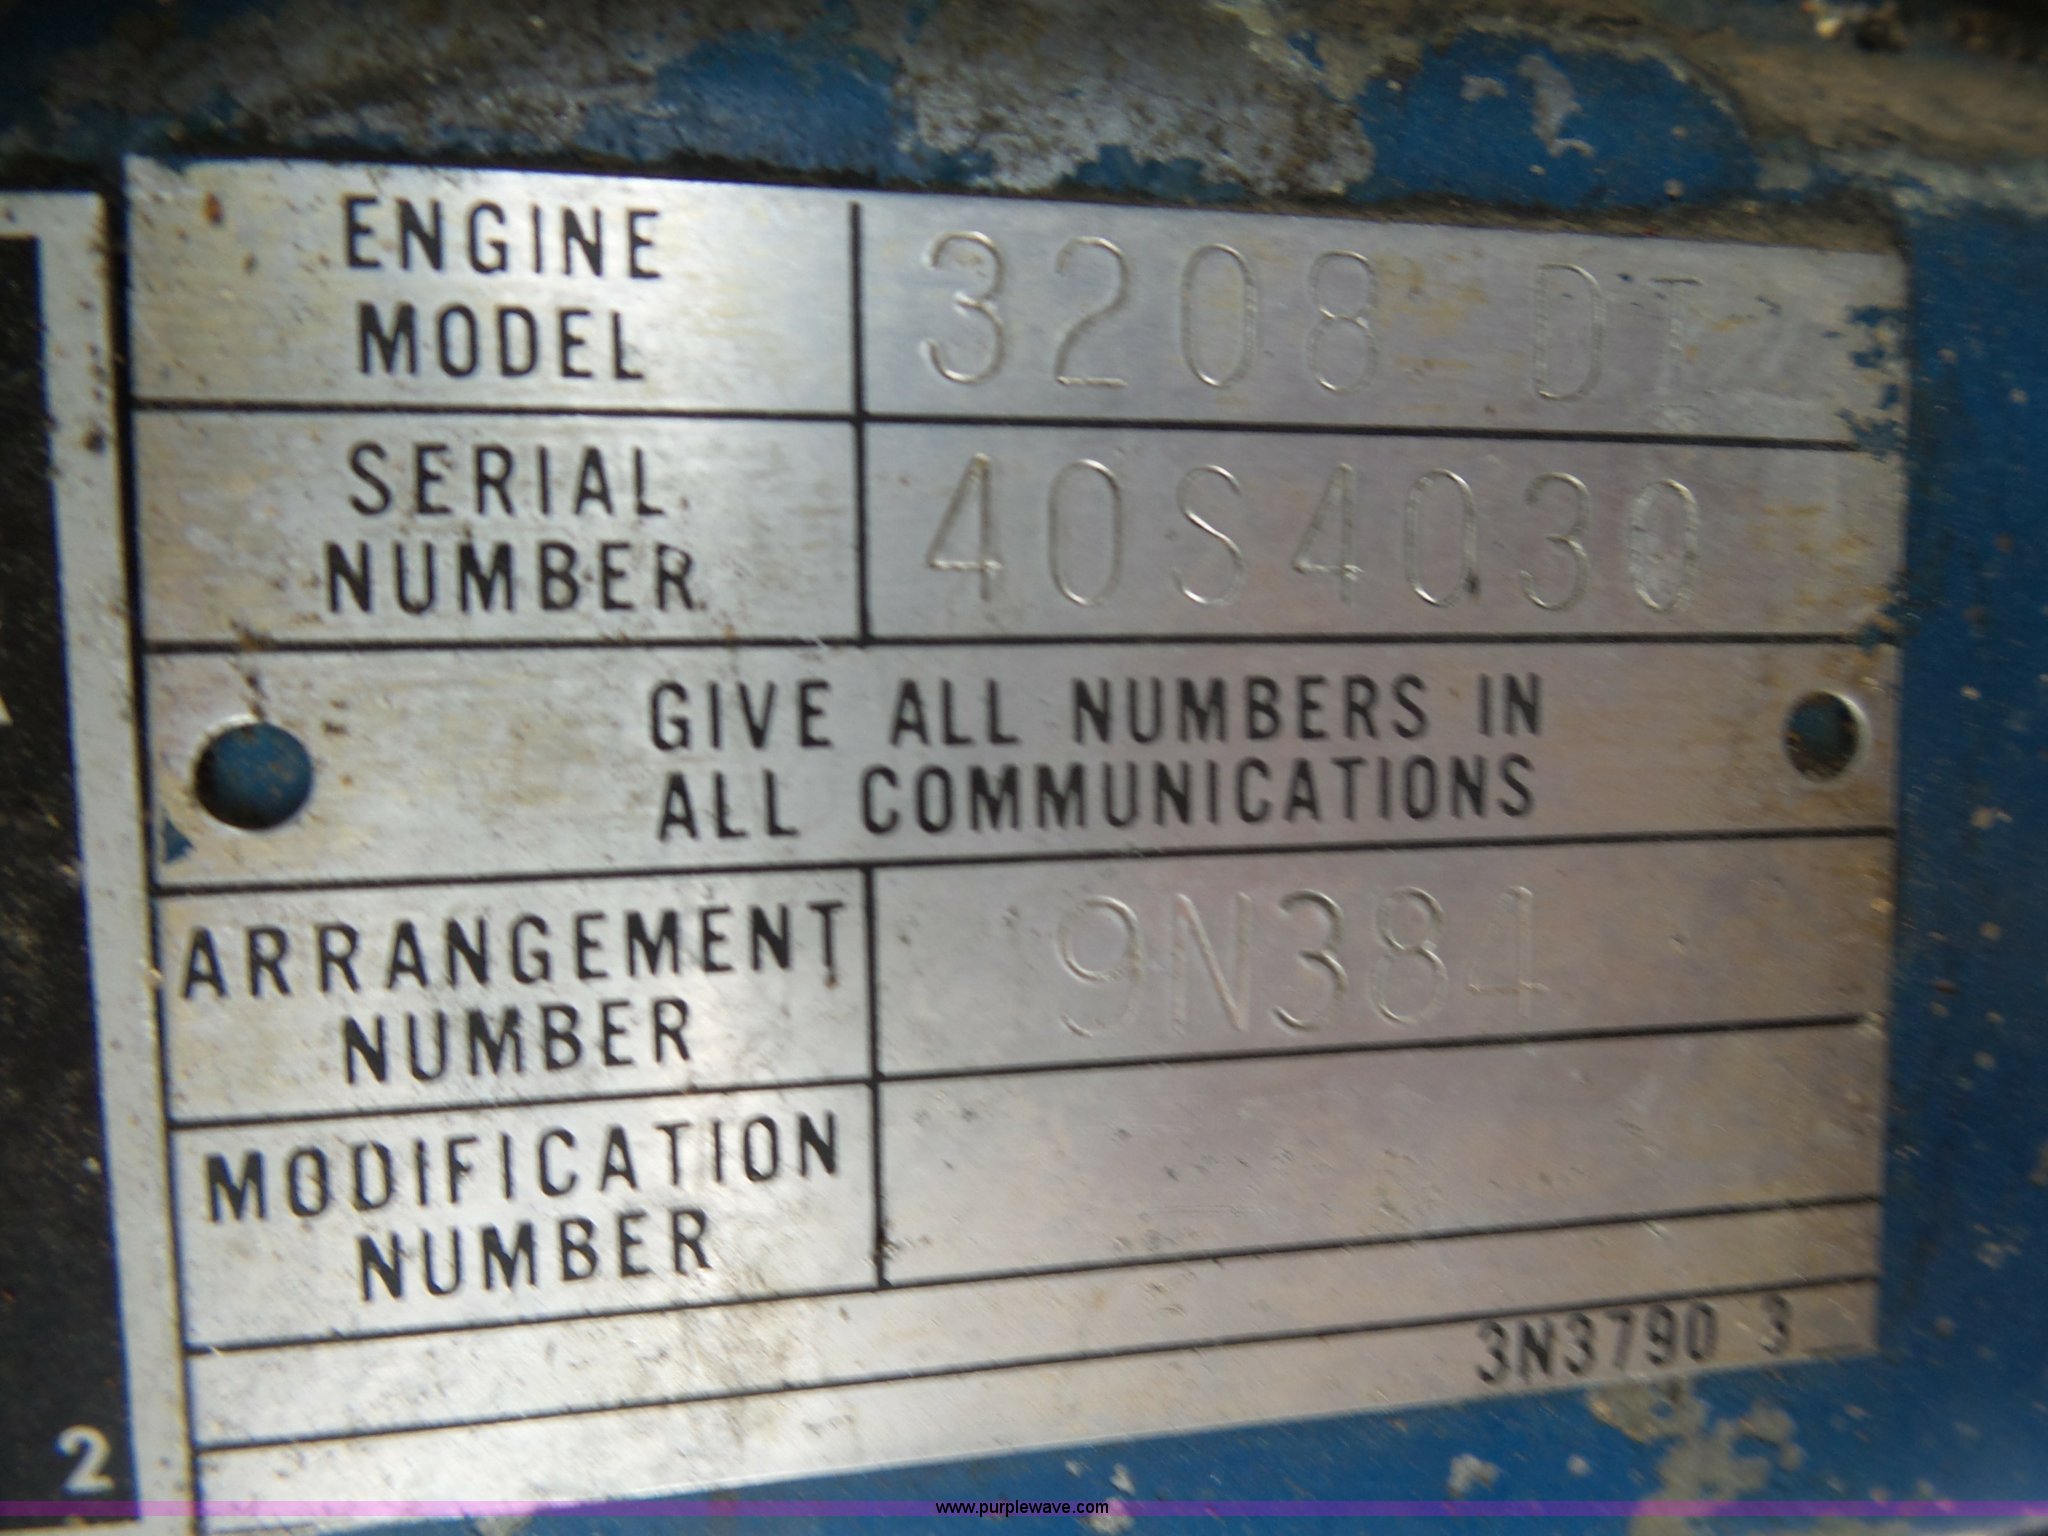 ENGINE
MODEL
3208 DI
SERIAL
NUMBER
40S4030
GIVE ALL NUMBERS IN
ALL COMMUNICATIONS
ARRANGEMENT
NUMBER
9N384
MODIFICATION
NUMBER
3N3790 3
2
www.purplewave.com